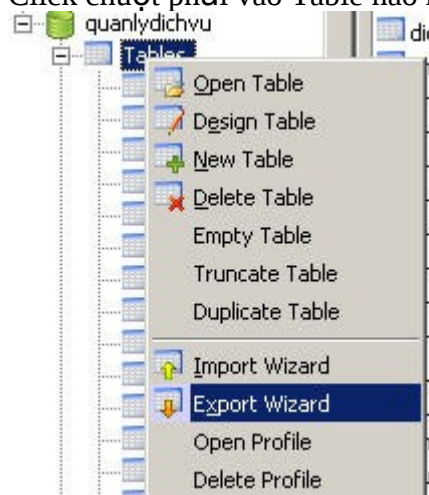 Click chuột phải vào Table nào
quanlydichvu
Tables
Open Table
Design Table
New Table
Delete Table
Empty Table
Truncate Table
Duplicate Table
Import Wizard
Export Wizard
Open Profile
Delete Profile